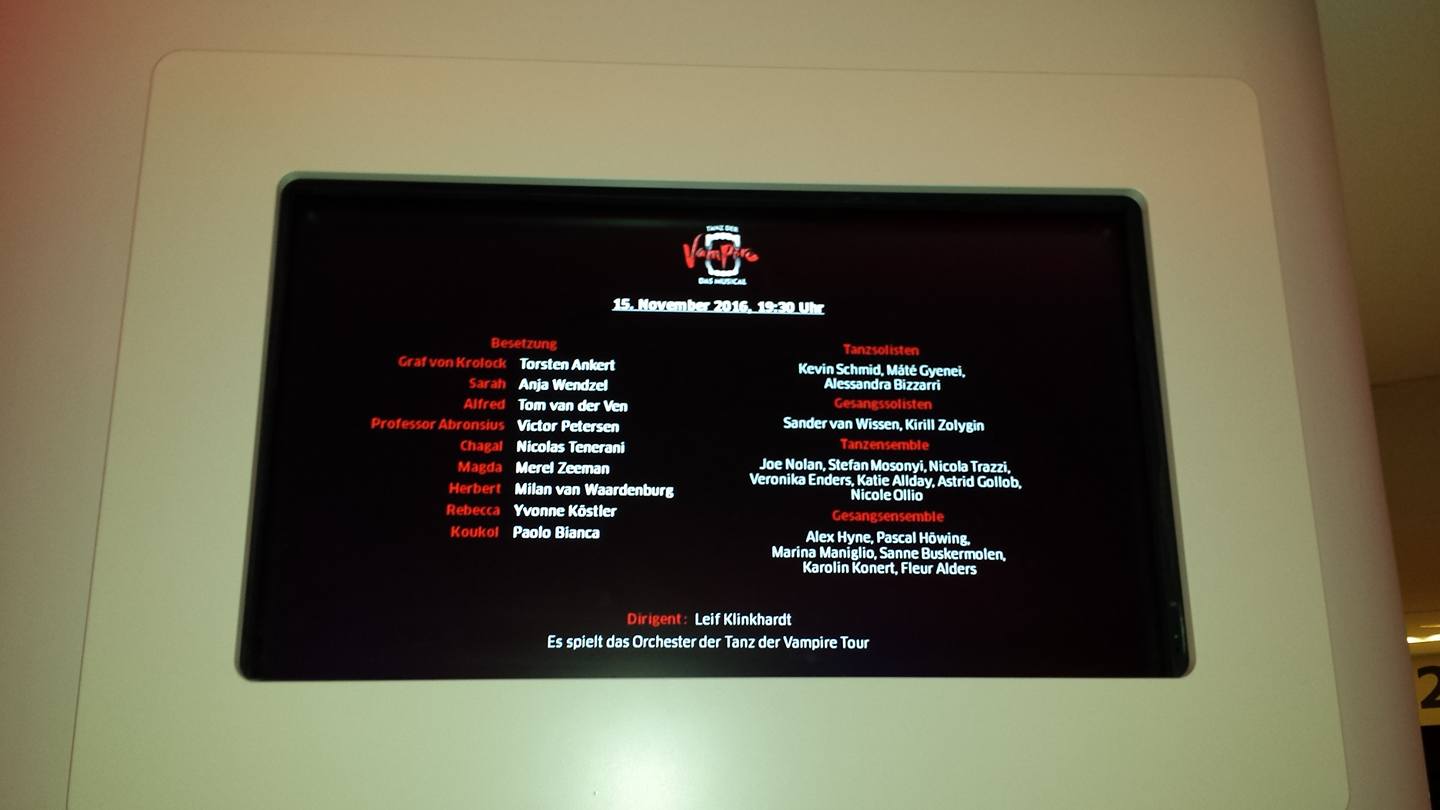 TANZ DER
Vampire
DAS MUSICAL
15. November 2016, 19:30 Uhr
Besetzung
Graf von Krolock Torsten Ankert
Sarah Anja Wendzel
Alfred Tom van der Ven
Professor Abronsius Victor Petersen
Chagal Nicolas Tenerani
Magda Merel Zeeman
Herbert Milan van Waardenburg
Rebecca Yvonne Köstler
Koukol Paolo Bianca
Tanzsolisten
Kevin Schmid, Máté Gyenei,
Alessandra Bizzarri
Gesangssolisten
Sander van Wissen, Kirill Zolygin
Tanzensemble
Joe Nolan, Stefan Mosonyi, Nicola Trazzi,
Veronika Enders, Katie Allday, Astrid Gollob,
Nicole Ollio
Gesangsensemble
Alex Hyne, Pascal Höwing,
Marina Maniglio, Sanne Buskermolen,
Karolin Konert, Fleur Alders
Dirigent: Leif Klinkhardt
Es spielt das Orchester der Tanz der Vampire Tour
2